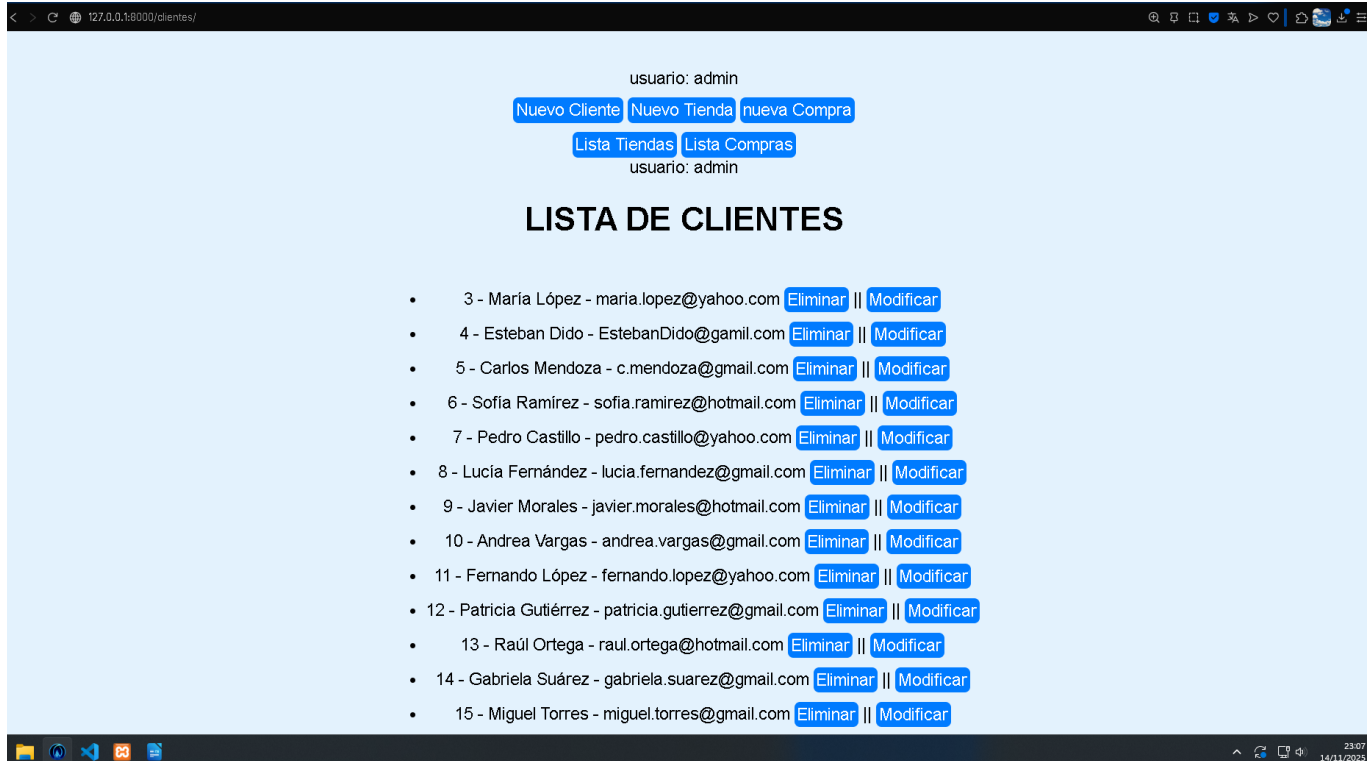 127.0.0.1:8000/clientes/
usuario: admin
Nuevo Cliente Nuevo Tienda nueva Compra
Lista Tiendas Lista Compras
usuario: admin
LISTA DE CLIENTES
• 3 - María López - maria.lopez@yahoo.com Eliminar || Modificar
• 4 - Esteban Dido - EstebanDido@gamil.com Eliminar || Modificar
• 5 - Carlos Mendoza - c.mendoza@gmail.com Eliminar || Modificar
• 6 - Sofía Ramírez - sofia.ramirez@hotmail.com Eliminar || Modificar
• 7 - Pedro Castillo - pedro.castillo@yahoo.com Eliminar || Modificar
• 8 - Lucía Fernández - lucia.fernandez@gmail.com Eliminar || Modificar
• 9 - Javier Morales - javier.morales@hotmail.com Eliminar || Modificar
• 10 - Andrea Vargas - andrea.vargas@gmail.com Eliminar || Modificar
• 11 - Fernando López - fernando.lopez@yahoo.com Eliminar || Modificar
• 12 - Patricia Gutiérrez - patricia.gutierrez@gmail.com Eliminar || Modificar
• 13 - Raúl Ortega - raul.ortega@hotmail.com Eliminar || Modificar
• 14 - Gabriela Suárez - gabriela.suarez@gmail.com Eliminar || Modificar
• 15 - Miguel Torres - miguel.torres@gmail.com Eliminar || Modificar
23:07
14/11/2025